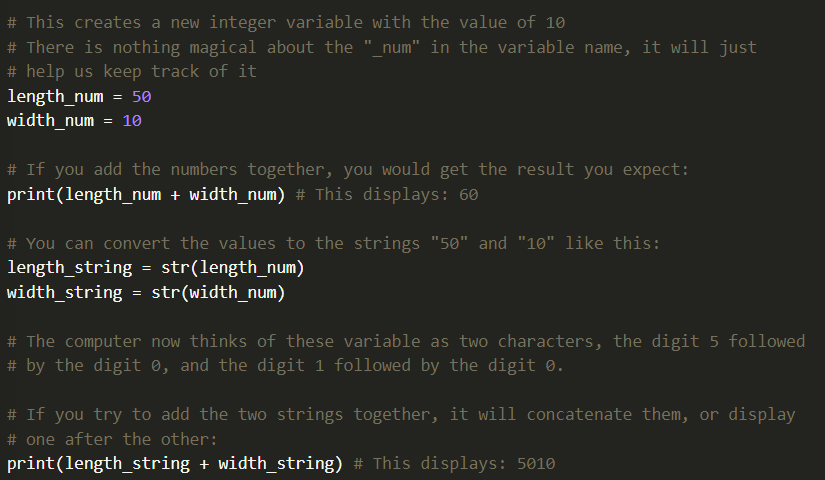 # This creates a new integer variable with the value of 10
# There is nothing magical about the "_num" in the variable name, it will just
# help us keep track of it
length_num = 50
width_num = 10
# If you add the numbers together, you would get the result you expect:
print(length_num + width_num) # This displays: 60
# You can convert the values to the strings "50" and "10" like this:
length_string = str(length_num)
width_string = str(width_num)
# The computer now thinks of these variable as two characters, the digit 5 followed
# by the digit 0, and the digit 1 followed by the digit 0.
# If you try to add the two strings together, it will concatenate them, or display
# one after the other:
print(length_string + width_string) # This displays: 5010